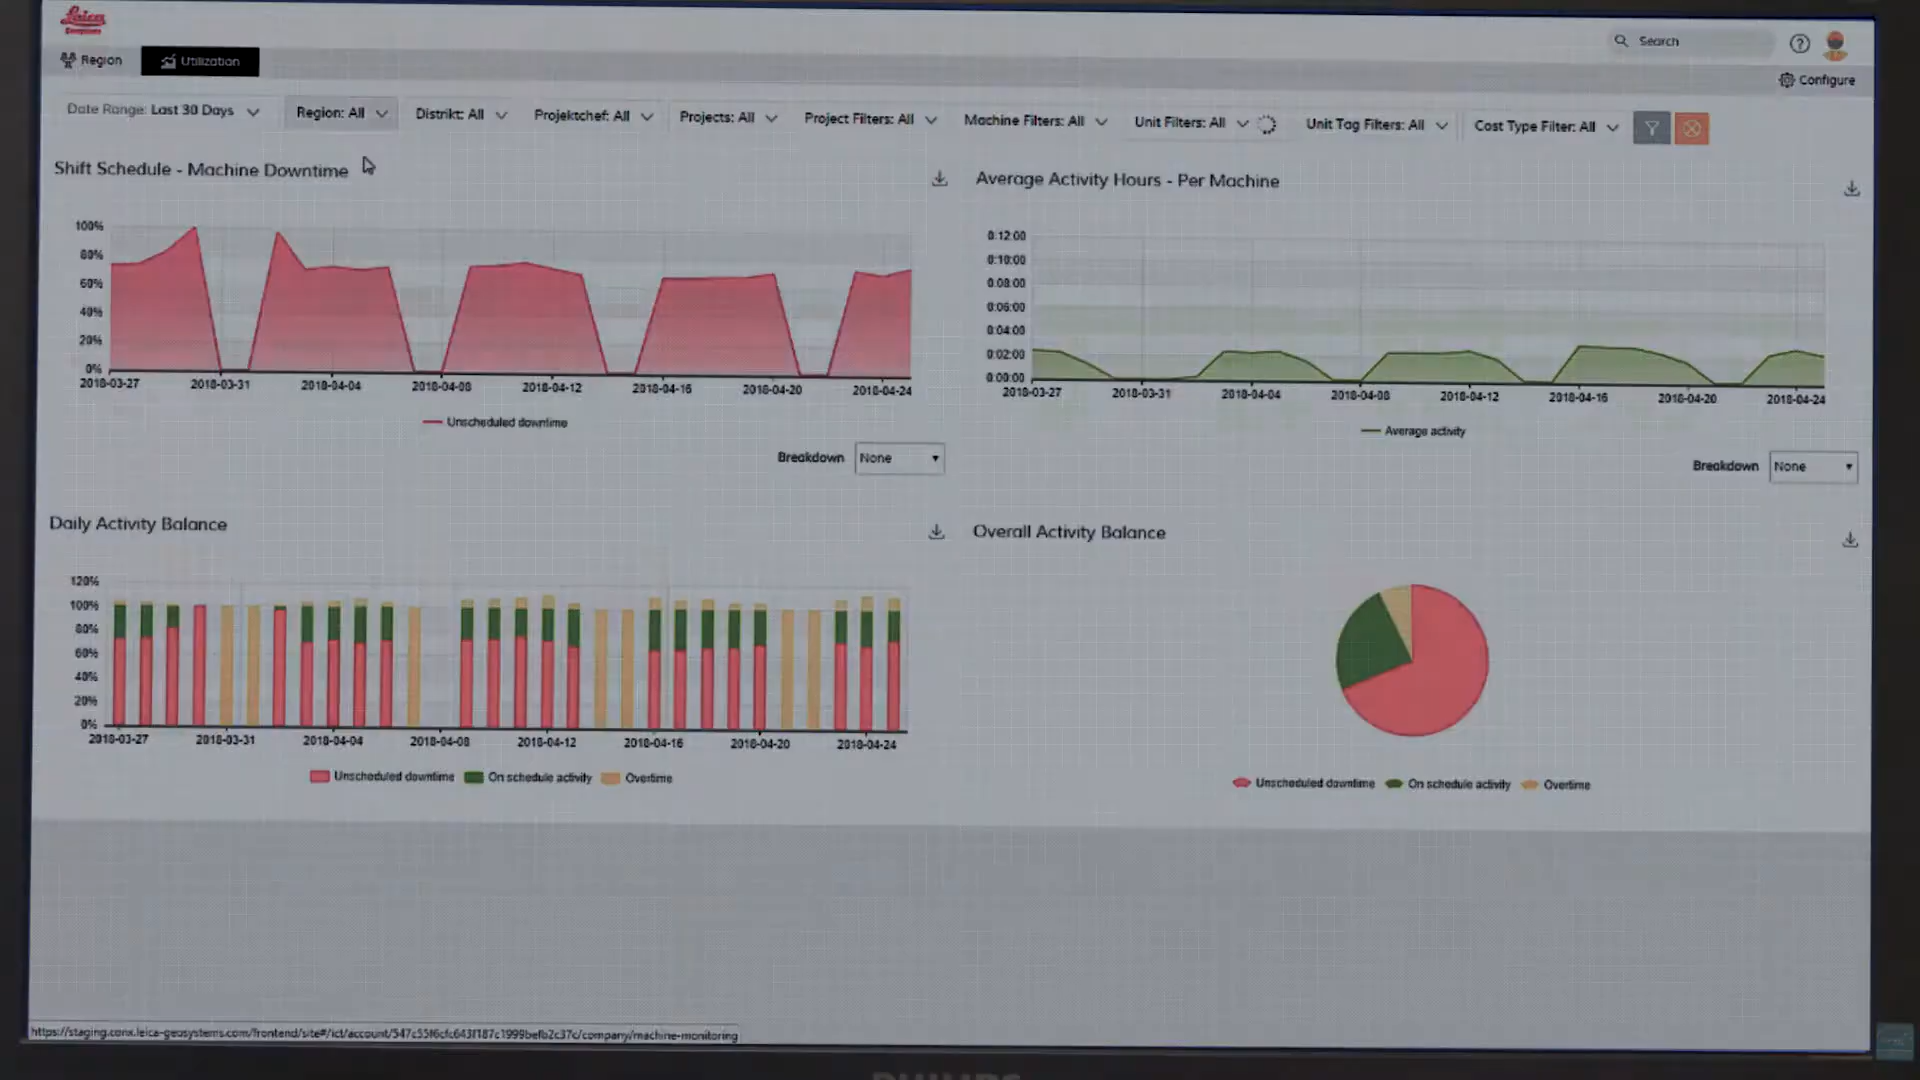 Leica
Geosystems
Search
Region
Utilization
Configure
Date Range: Last 30 Days
Region: All
Distrikt: All
Projektchef: All
Projects: All
Project Filters: All
Machine Filters: All
Unit Filters: All
Unit Tag Filters: All
Cost Type Filter: All
Shift Schedule - Machine Downtime
100%
80%
60%
40%
20%
0%
2018-03-27 2018-03-31 2018-04-04 2018-04-08 2018-04-12 2018-04-16 2018-04-20 2018-04-24
Unscheduled downtime
Breakdown None
Average Activity Hours - Per Machine
0:12:00
0:10:00
0:08:00
0:06:00
0:04:00
0:02:00
0:00:00
2018-03-27 2018-03-31 2018-04-04 2018-04-08 2018-04-12 2018-04-16 2018-04-20 2018-04-24
Average activity
Breakdown None
Daily Activity Balance
120%
100%
80%
60%
40%
20%
0%
2018-03-27 2018-03-31 2018-04-04 2018-04-08 2018-04-12 2018-04-16 2018-04-20 2018-04-24
Unscheduled downtime On schedule activity Overtime
Overall Activity Balance
Unscheduled downtime On schedule activity Overtime
PHILIPS